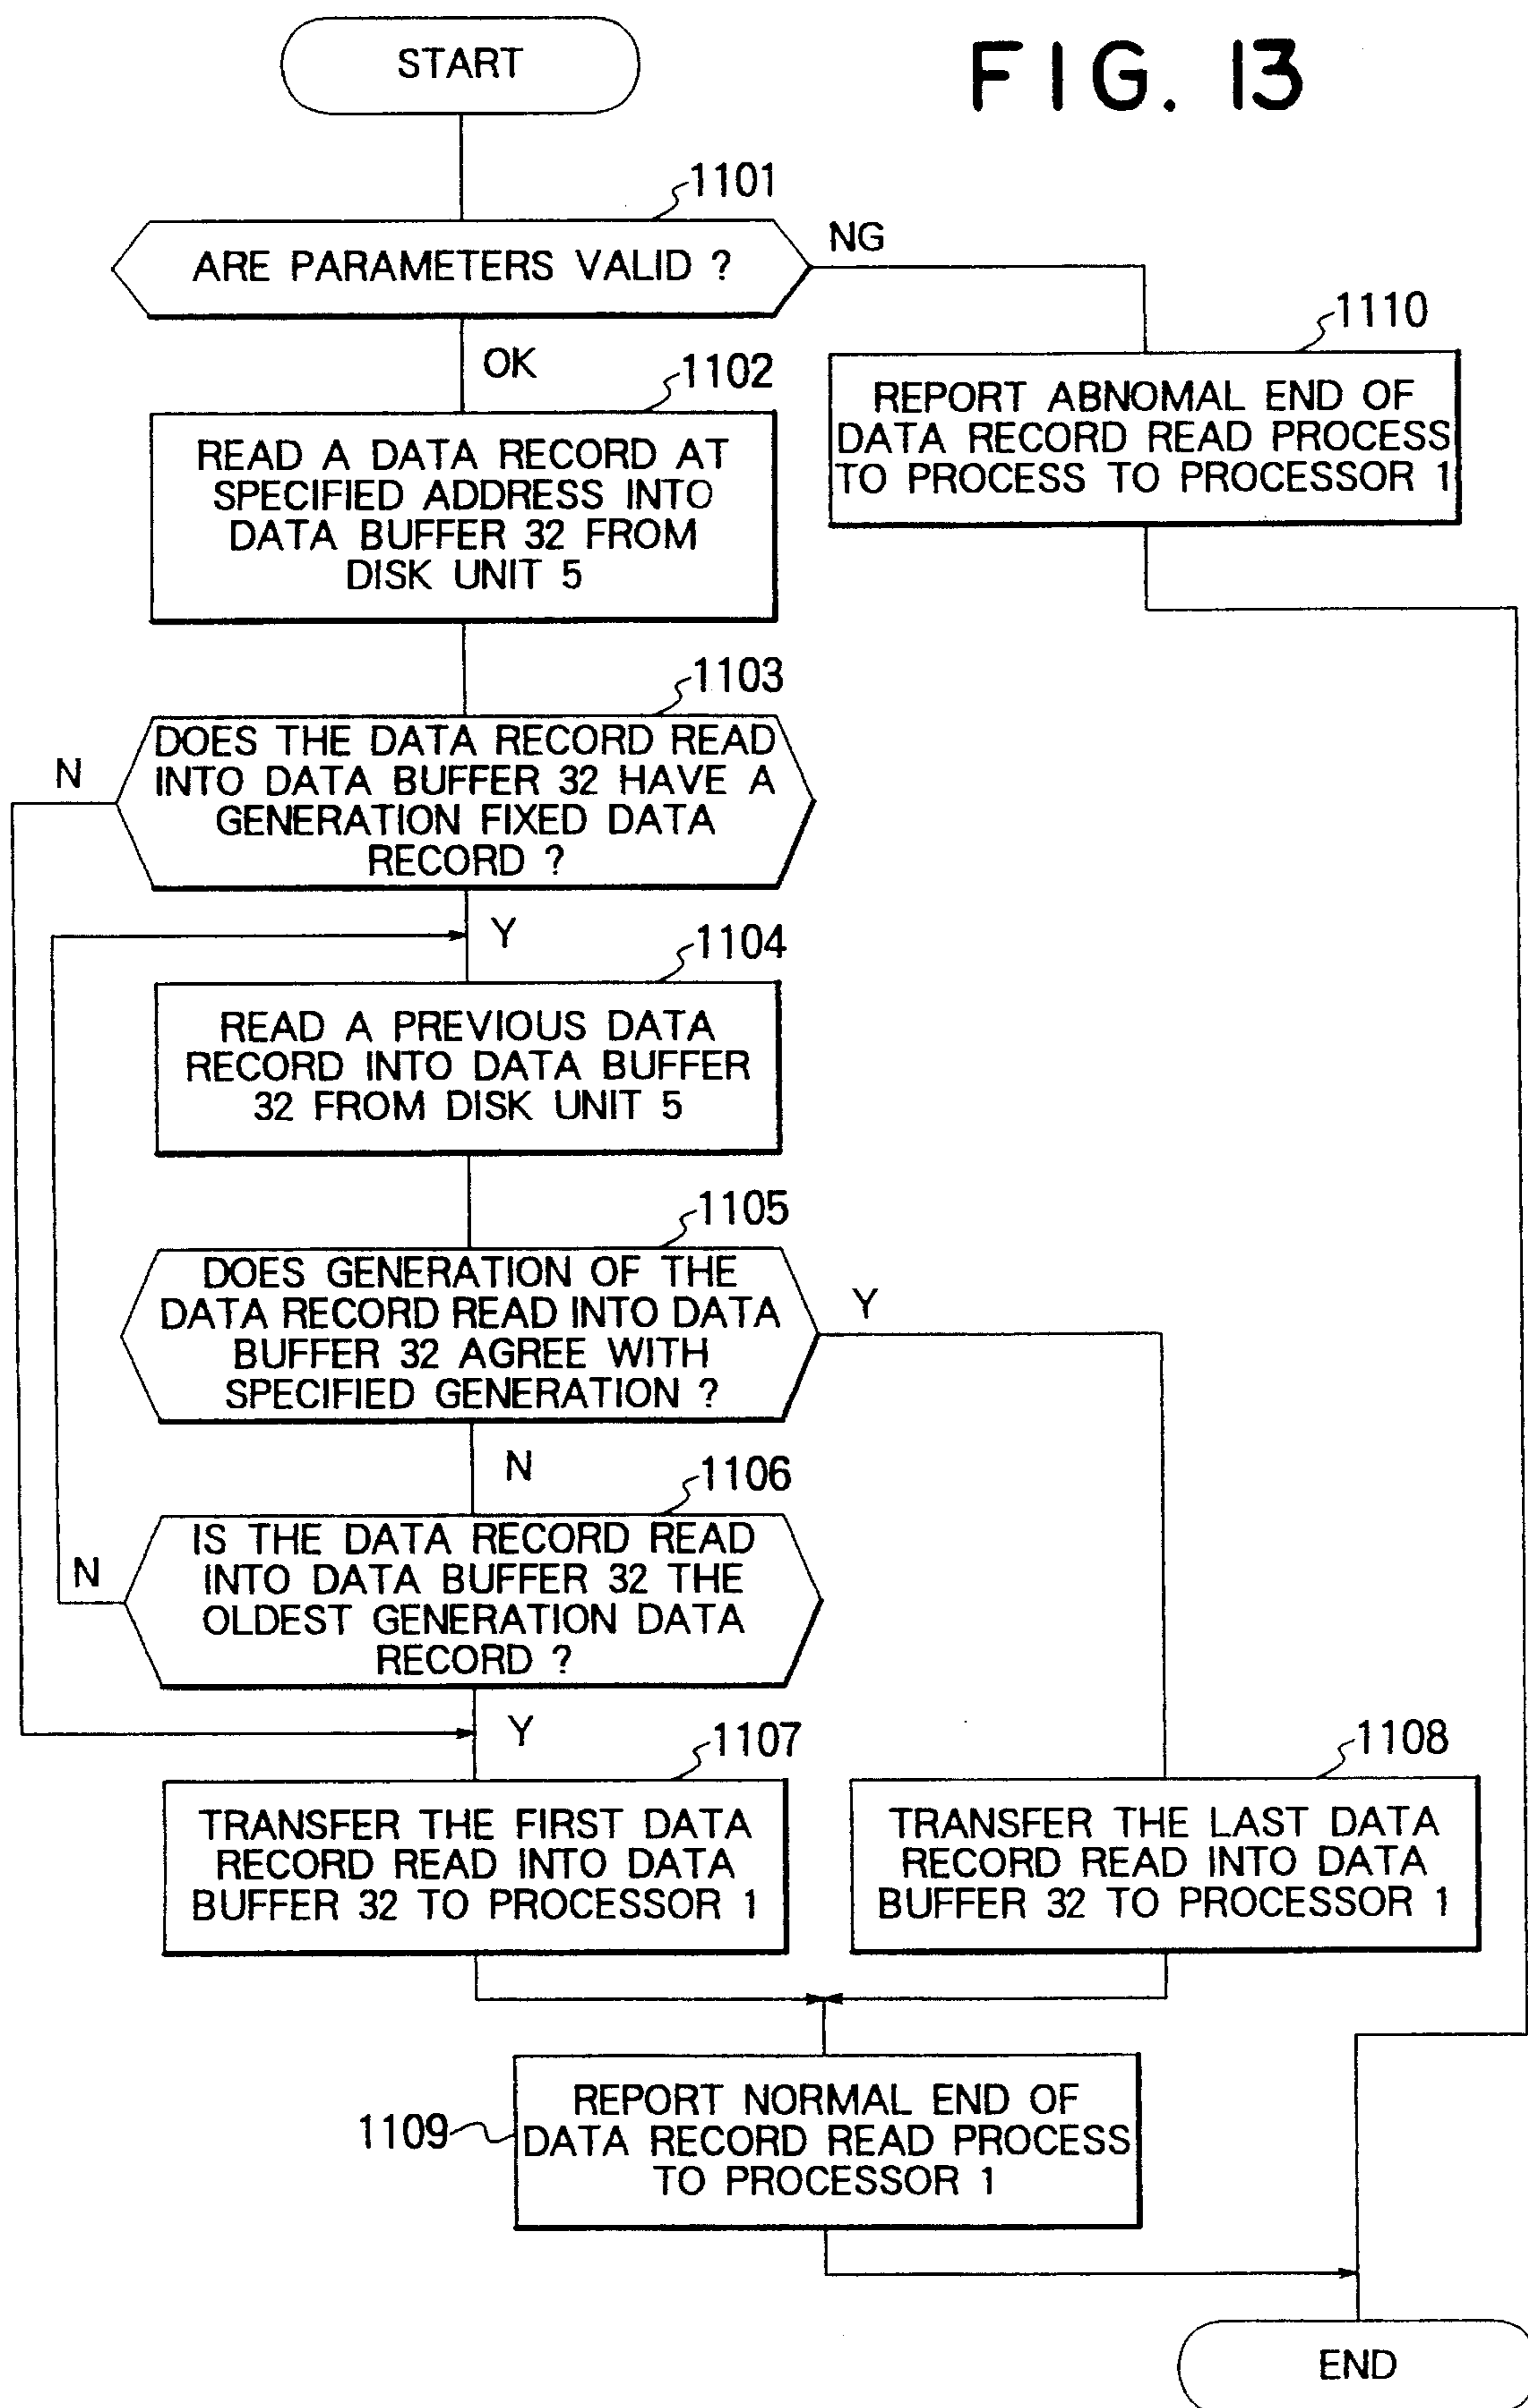 START
FIG. 13
1101
ARE PARAMETERS VALID ?
NG
OK
1102
READ A DATA RECORD AT
SPECIFIED ADDRESS INTO
DATA BUFFER 32 FROM
DISK UNIT 5
1110
REPORT ABNOMAL END OF
DATA RECORD READ PROCESS
TO PROCESS TO PROCESSOR 1
1103
DOES THE DATA RECORD READ
INTO DATA BUFFER 32 HAVE A
GENERATION FIXED DATA
RECORD ?
N
Y
1104
READ A PREVIOUS DATA
RECORD INTO DATA BUFFER
32 FROM DISK UNIT 5
1105
DOES GENERATION OF THE
DATA RECORD READ INTO DATA
BUFFER 32 AGREE WITH
SPECIFIED GENERATION ?
Y
N
1106
IS THE DATA RECORD READ
INTO DATA BUFFER 32 THE
OLDEST GENERATION DATA
RECORD ?
N
Y
1107
TRANSFER THE FIRST DATA
RECORD READ INTO DATA
BUFFER 32 TO PROCESSOR 1
1108
TRANSFER THE LAST DATA
RECORD READ INTO DATA
BUFFER 32 TO PROCESSOR 1
1109
REPORT NORMAL END OF
DATA RECORD READ PROCESS
TO PROCESSOR 1
END